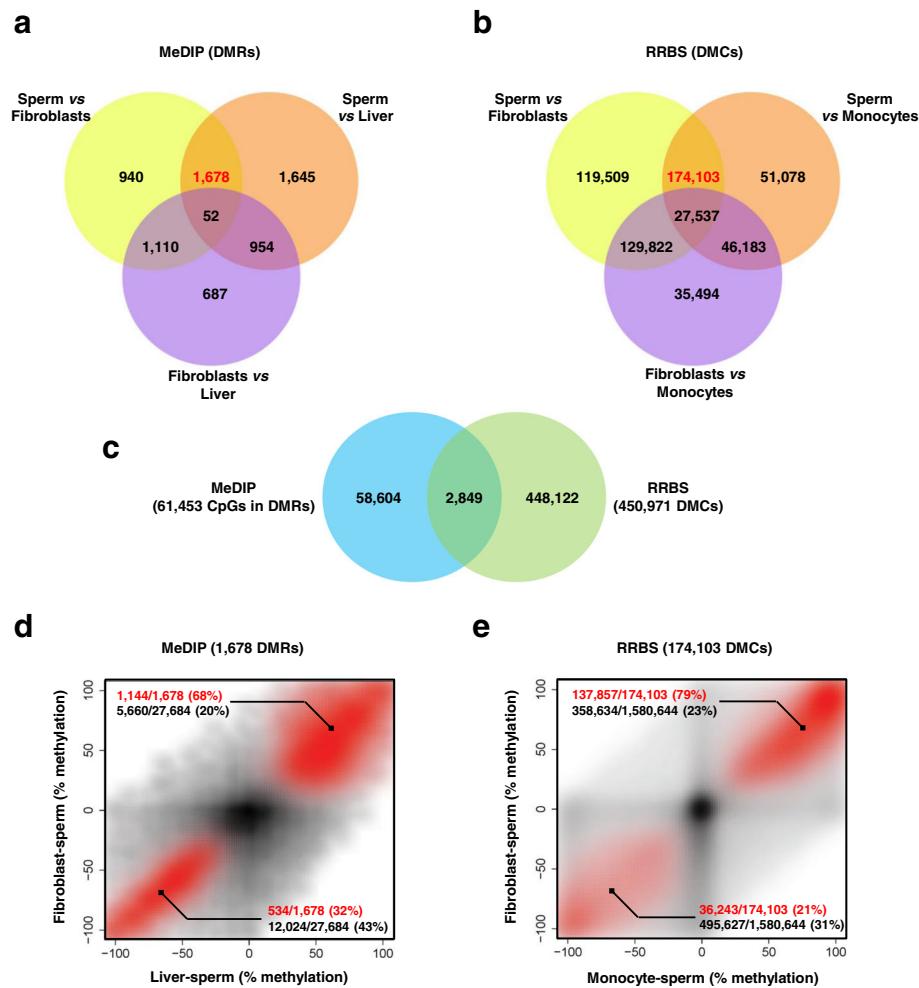 a
MeDIP (DMRs)
Sperm vs
Fibroblasts
Sperm
vs Liver
940
1,678
1,645
52
1,110
954
687
Fibroblasts vs
Liver
b
RRBS (DMCs)
Sperm vs
Fibroblasts
Sperm
vs Monocytes
119,509
174,103
51,078
27,537
129,822
46,183
35,494
Fibroblasts vs
Monocytes
c
MeDIP
(61,453 CpGs in DMRs)
58,604
2,849
448,122
RRBS
(450,971 DMCs)
d
MeDIP (1,678 DMRs)
1,144/1,678 (68%)
5,660/27,684 (20%)
534/1,678 (32%)
12,024/27,684 (43%)
Fibroblast-sperm (% methylation)
100
50
0
−50
−100
−100
−50
0
50
100
Liver-sperm (% methylation)
e
RRBS (174,103 DMCs)
137,857/174,103 (79%)
358,634/1,580,644 (23%)
36,243/174,103 (21%)
495,627/1,580,644 (31%)
Fibroblast-sperm (% methylation)
100
50
0
−50
−100
−100
−50
0
50
100
Monocyte-sperm (% methylation)